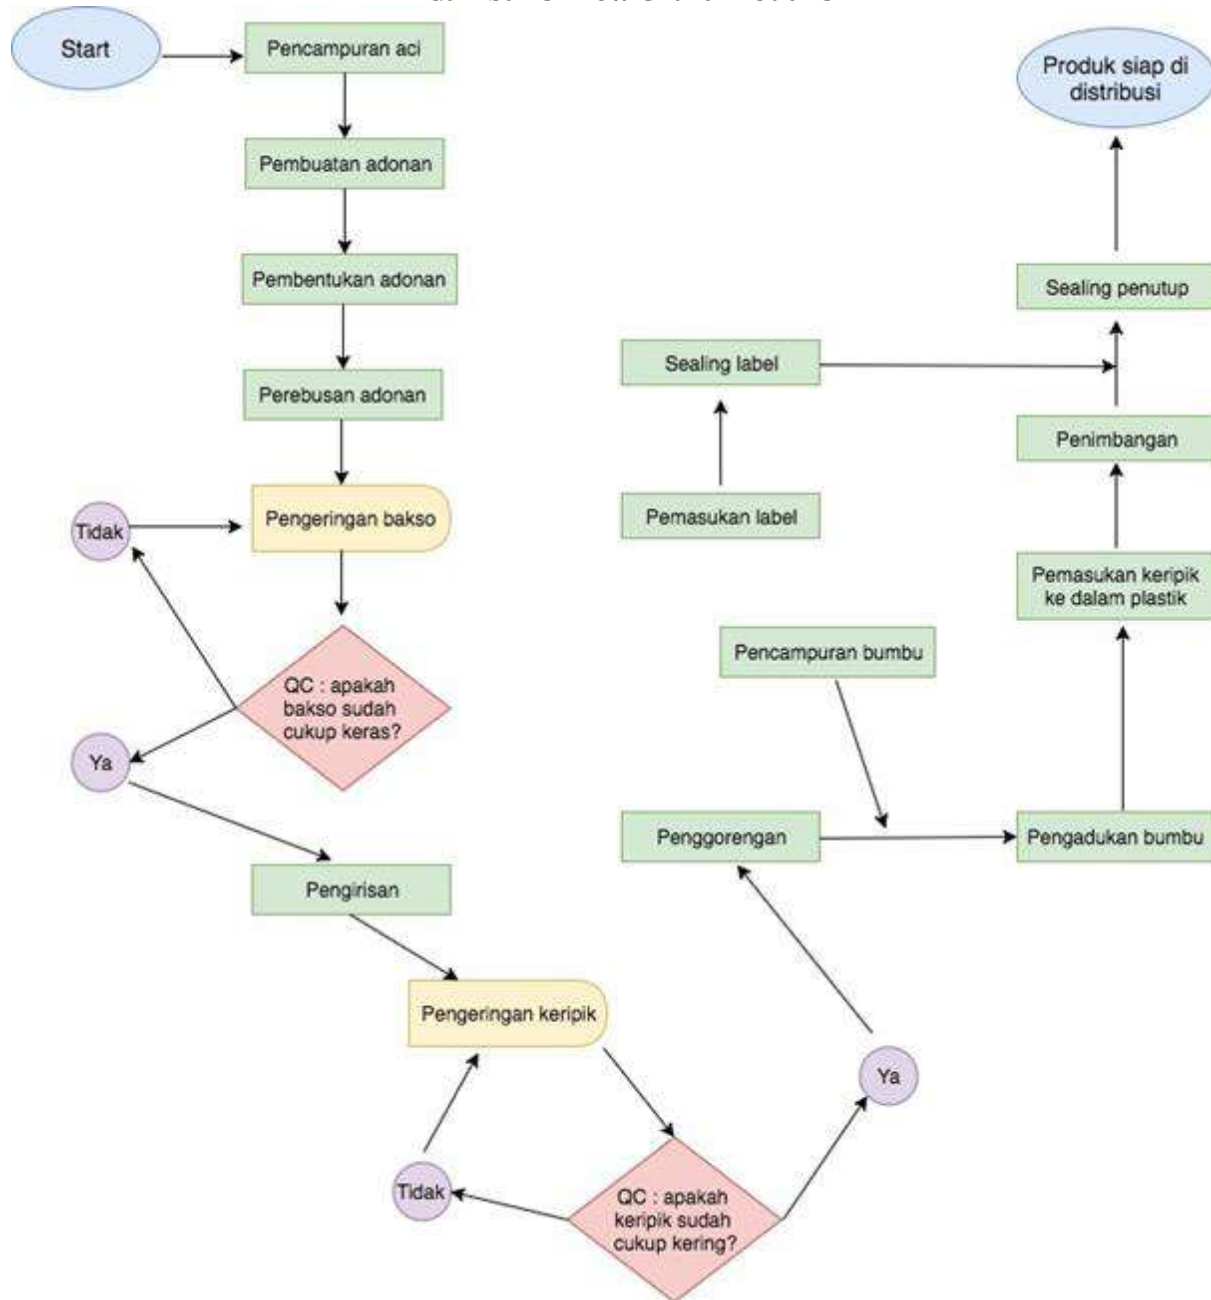 Start
Pencampuran aci
Pembuatan adonan
Pembentukan adonan
Perebusan adonan
Pengeringan bakso
Tidak
QC : apakah
bakso sudah
cukup keras?
Ya
Pengirisan
Pengeringan keripik
Tidak
QC : apakah
keripik sudah
cukup kering?
Ya
Penggorengan
Pencampuran bumbu
Pengadukan bumbu
Pemasukan keripik
ke dalam plastik
Penimbangan
Pemasukan label
Sealing label
Sealing penutup
Produk siap di
distribusi